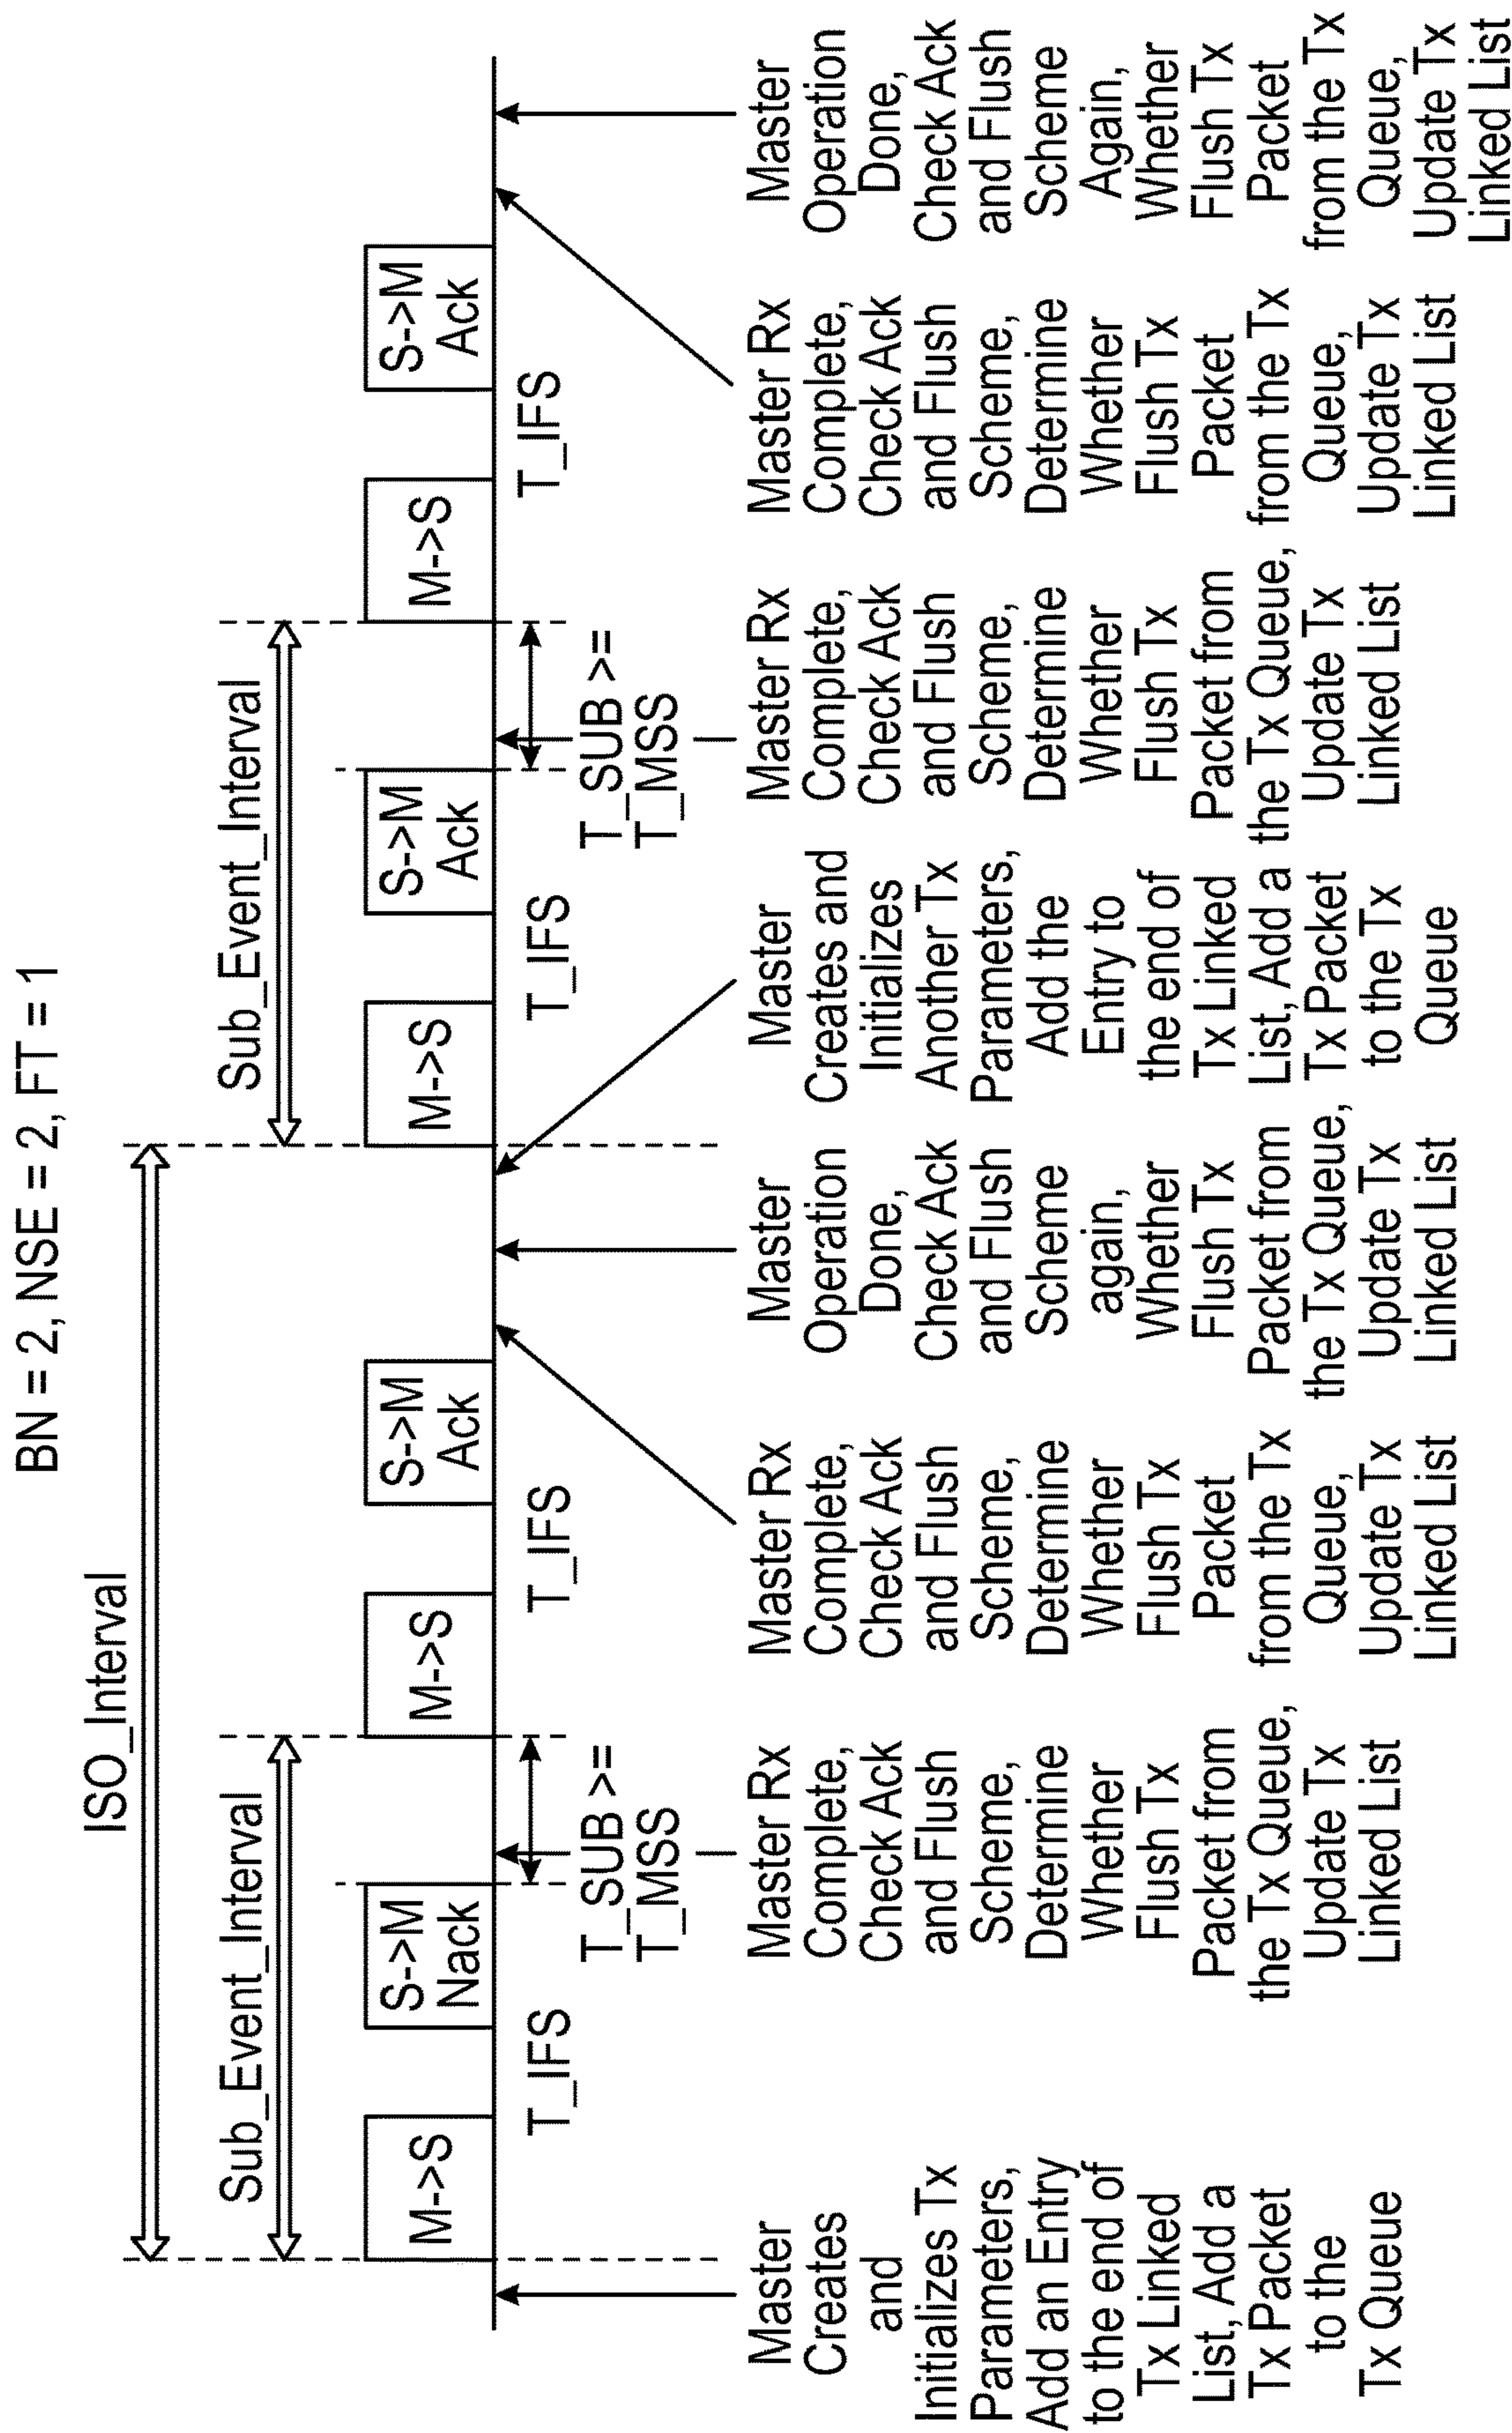 BN = 2, NSE = 2, FT = 1
ISO_Interval
Sub_Event_Interval
Sub_Event_Interval
M->S
S->M
Nack
M->S
S->M
Ack
M->S
S->M
Ack
M->S
S->M
Ack
T_IFS
T_SUB >=
T_MSS
T_IFS
T_IFS
T_SUB >=
T_MSS
T_IFS
Master
Creates
and
Initializes Tx
Parameters,
Add an Entry
to the end of
Tx Linked
List, Add a
Tx Packet
to the
Tx Queue
Master Rx
Complete,
Check Ack
and Flush
Scheme,
Determine
Whether
Flush Tx
Packet from
the Tx Queue,
Update Tx
Linked List
Master Rx
Complete,
Check Ack
and Flush
Scheme,
Determine
Whether
Flush Tx
Packet
from the Tx
Queue,
Update Tx
Linked List
Master
Operation
Done,
Check Ack
and Flush
Scheme
again,
Whether
Flush Tx
Packet from
the Tx Queue,
Update Tx
Linked List
Master
Creates and
Initializes
Another Tx
Parameters,
Add the
Entry to
the end of
Tx Linked
List, Add a
Tx Packet
to the Tx
Queue
Master Rx
Complete,
Check Ack
and Flush
Scheme,
Determine
Whether
Flush Tx
Packet from
the Tx Queue,
Update Tx
Linked List
Master Rx
Complete,
Check Ack
and Flush
Scheme,
Determine
Whether
Flush Tx
Packet
from the Tx
Queue,
Update Tx
Linked List
Master
Operation
Done,
Check Ack
and Flush
Scheme
Again,
Whether
Flush Tx
Packet
from the Tx
Queue,
Update Tx
Linked List